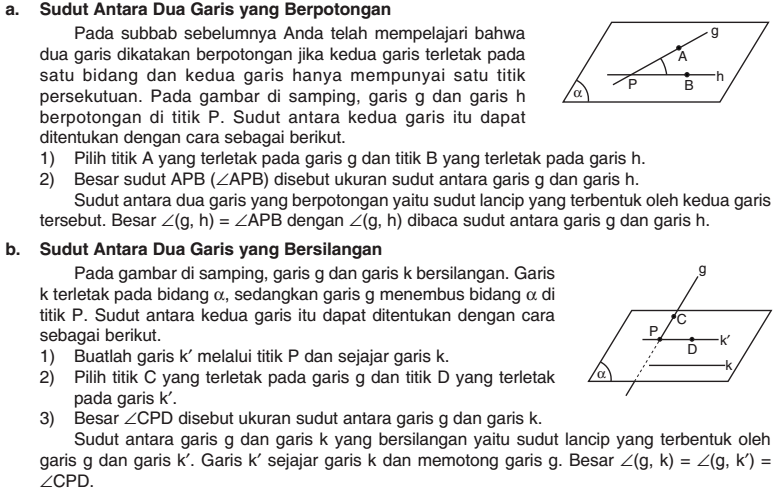 a. Sudut Antara Dua Garis yang Berpotongan
Pada subbab sebelumnya Anda telah mempelajari bahwa
dua garis dikatakan berpotongan jika kedua garis terletak pada
satu bidang dan kedua garis hanya mempunyai satu titik
persekutuan. Pada gambar di samping, garis g dan garis h
berpotongan di titik P. Sudut antara kedua garis itu dapat
ditentukan dengan cara sebagai berikut.
g
A
h
P
B
α
1) Pilih titik A yang terletak pada garis g dan titik B yang terletak pada garis h.
2) Besar sudut APB (∠APB) disebut ukuran sudut antara garis g dan garis h.
Sudut antara dua garis yang berpotongan yaitu sudut lancip yang terbentuk oleh kedua garis
tersebut. Besar ∠(g, h) = ∠APB dengan ∠(g, h) dibaca sudut antara garis g dan garis h.
b. Sudut Antara Dua Garis yang Bersilangan
Pada gambar di samping, garis g dan garis k bersilangan. Garis
k terletak pada bidang α, sedangkan garis g menembus bidang α di
titik P. Sudut antara kedua garis itu dapat ditentukan dengan cara
sebagai berikut.
1) Buatlah garis k′ melalui titik P dan sejajar garis k.
2) Pilih titik C yang terletak pada garis g dan titik D yang terletak
pada garis k′.
3) Besar ∠CPD disebut ukuran sudut antara garis g dan garis k.
g
C
P
k′
D
k
α
Sudut antara garis g dan garis k yang bersilangan yaitu sudut lancip yang terbentuk oleh
garis g dan garis k′. Garis k′ sejajar garis k dan memotong garis g. Besar ∠(g, k) = ∠(g, k′) =
∠CPD.